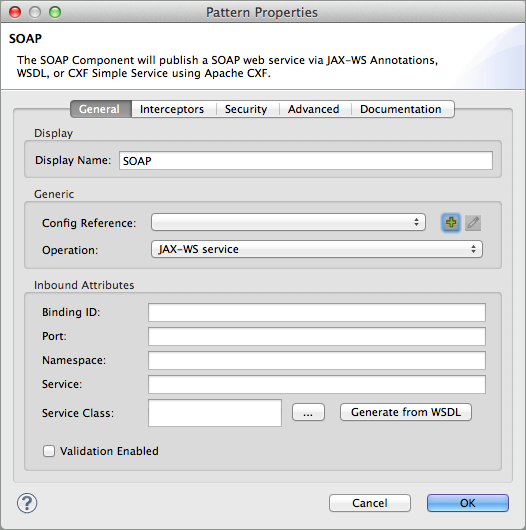 Pattern Properties
SOAP
The SOAP Component will publish a SOAP web service via JAX-WS Annotations,
WSDL, or CXF Simple Service using Apache CXF.
General Interceptors Security Advanced Documentation
Display
Display Name: SOAP
Generic
Config Reference:
Operation: JAX-WS service
Inbound Attributes
Binding ID:
Port:
Namespace:
Service:
Service Class: ... Generate from WSDL
Validation Enabled
? Cancel OK